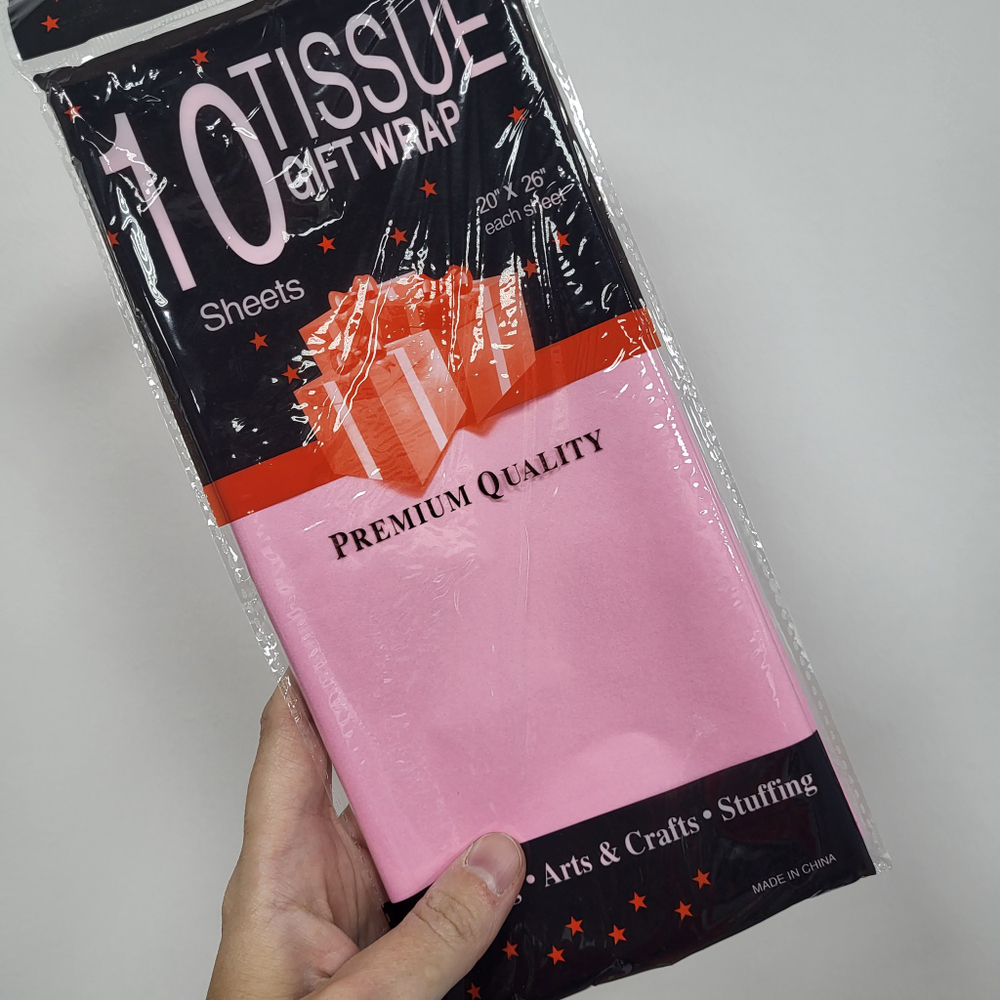 10
TISSUE
GIFT WRAP
20" X 26"
each sheet
Sheets
PREMIUM QUALITY
g • Arts & Crafts • Stuffing
MADE IN CHINA